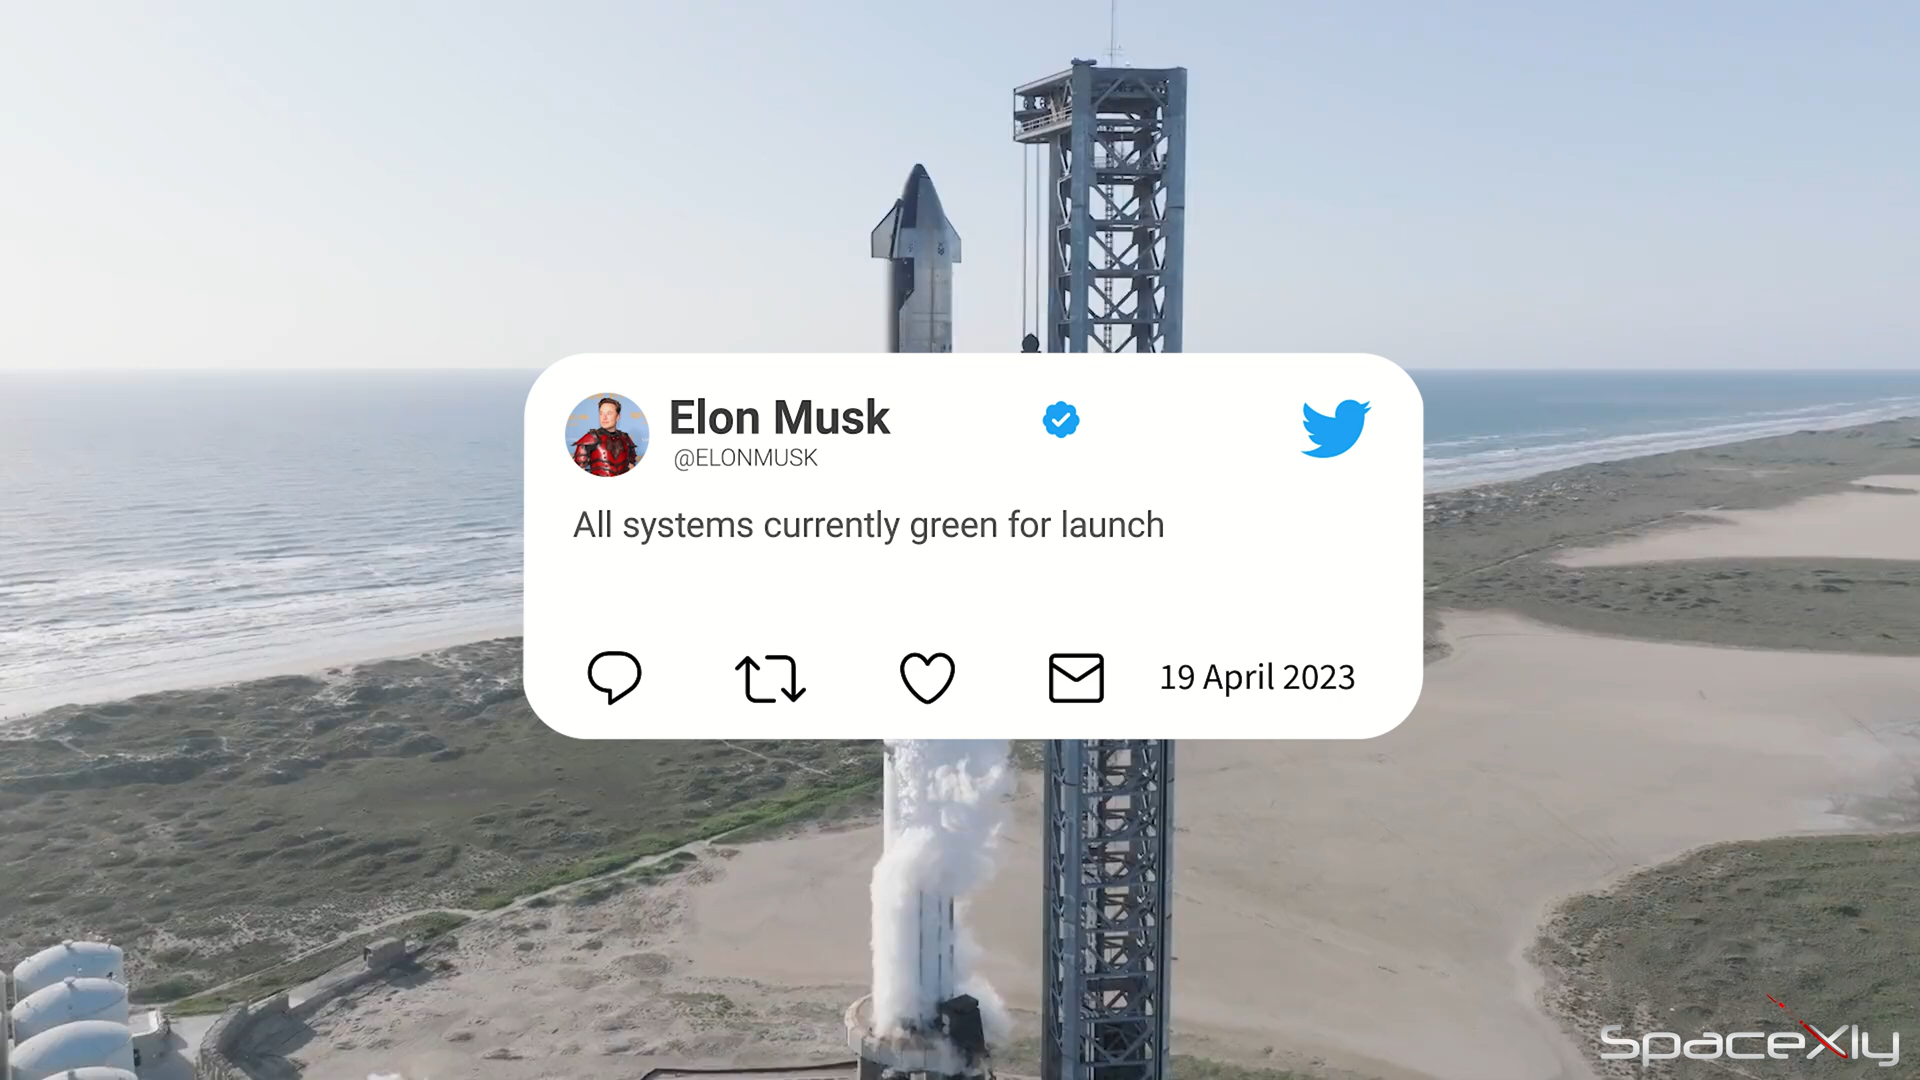 Elon Musk
@ELONMUSK
All systems currently green for launch
19 April 2023
SpaceXly